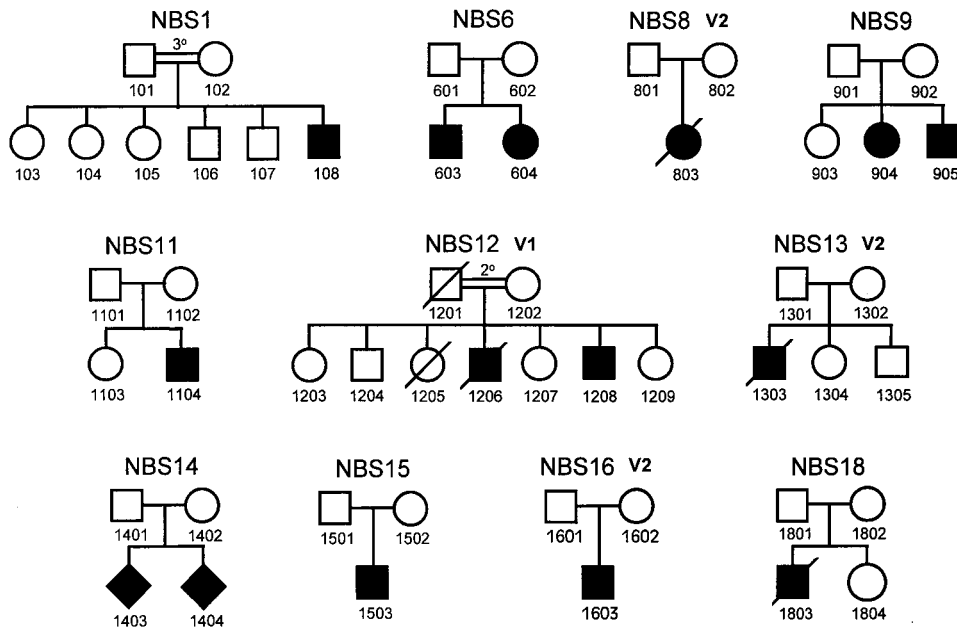 NBS1 NBS6 NBS8 V2 NBS9
3º
101 102 601 602 801 802 901 902
103 104 105 106 107 108 603 604 803 903 904 905
NBS11 NBS12 V1 NBS13 V2
2º
1101 1102 1201 1202 1301 1302
1103 1104 1203 1204 1205 1206 1207 1208 1209 1303 1304 1305
NBS14 NBS15 NBS16 V2 NBS18
1401 1402 1501 1502 1601 1602 1801 1802
1403 1404 1503 1603 1803 1804